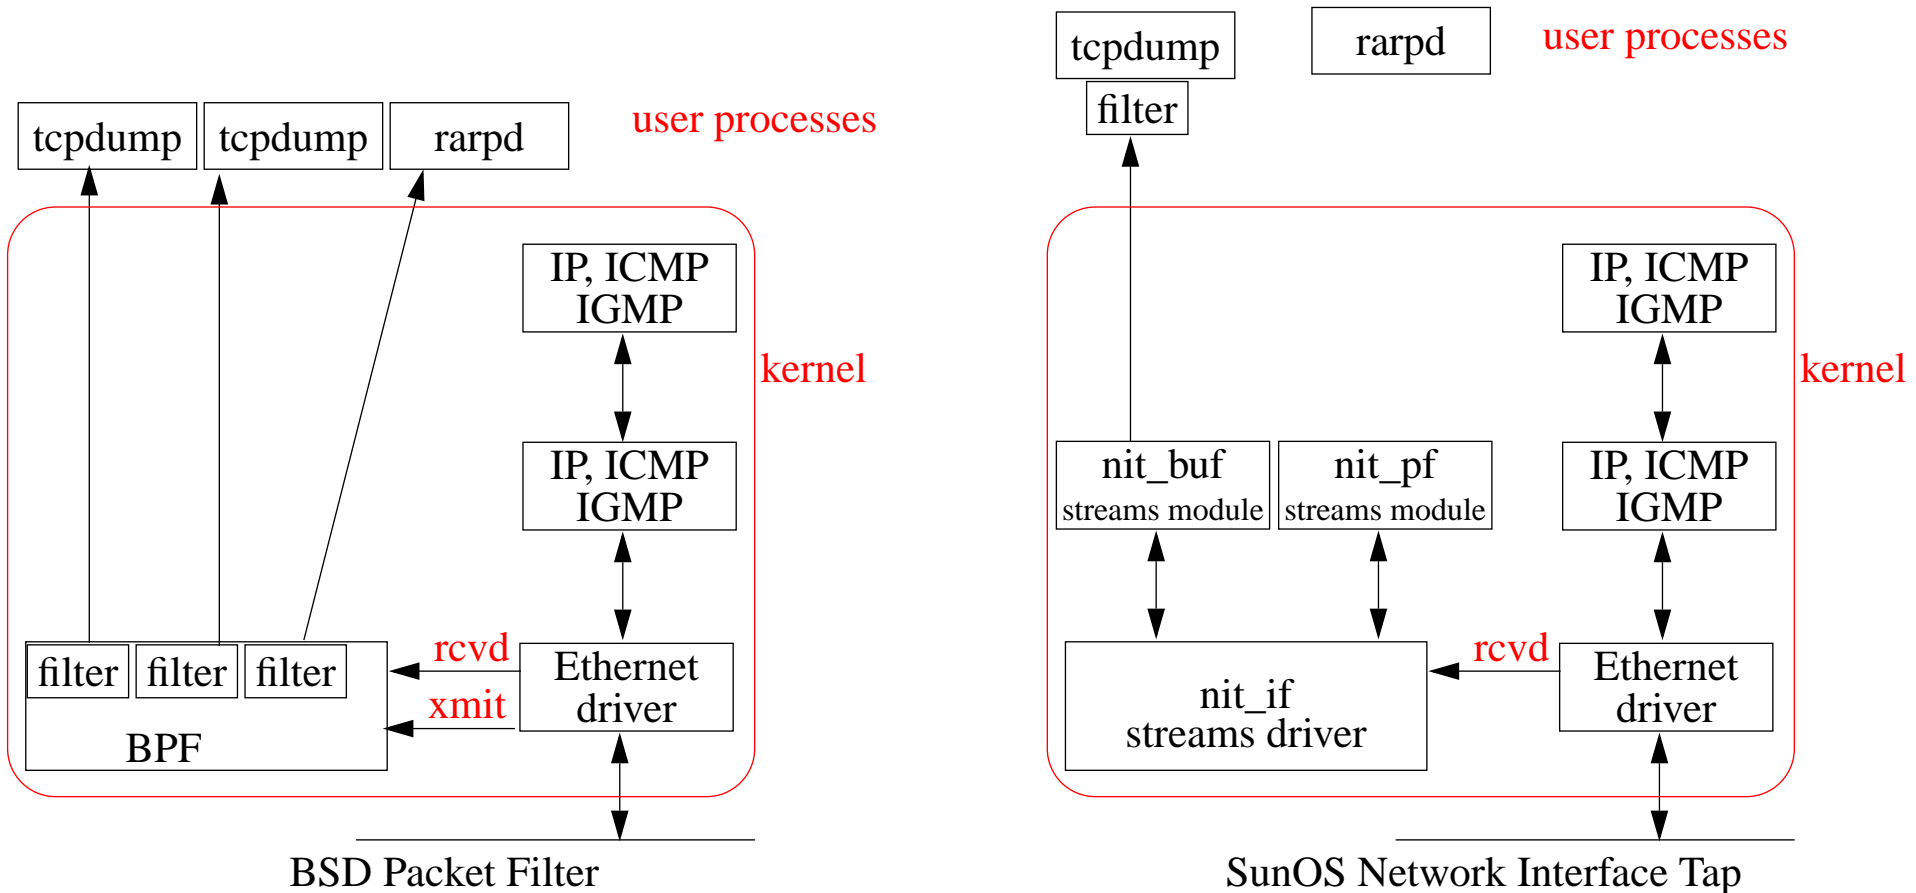 tcpdump
tcpdump
rarpd
user processes
IP, ICMP
IGMP
kernel
IP, ICMP
IGMP
filter
filter
filter
BPF
rcvd
xmit
Ethernet
driver
BSD Packet Filter
tcpdump
filter
rarpd
user processes
IP, ICMP
IGMP
kernel
nit_buf
streams module
nit_pf
streams module
IP, ICMP
IGMP
nit_if
streams driver
rcvd
Ethernet
driver
SunOS Network Interface Tap